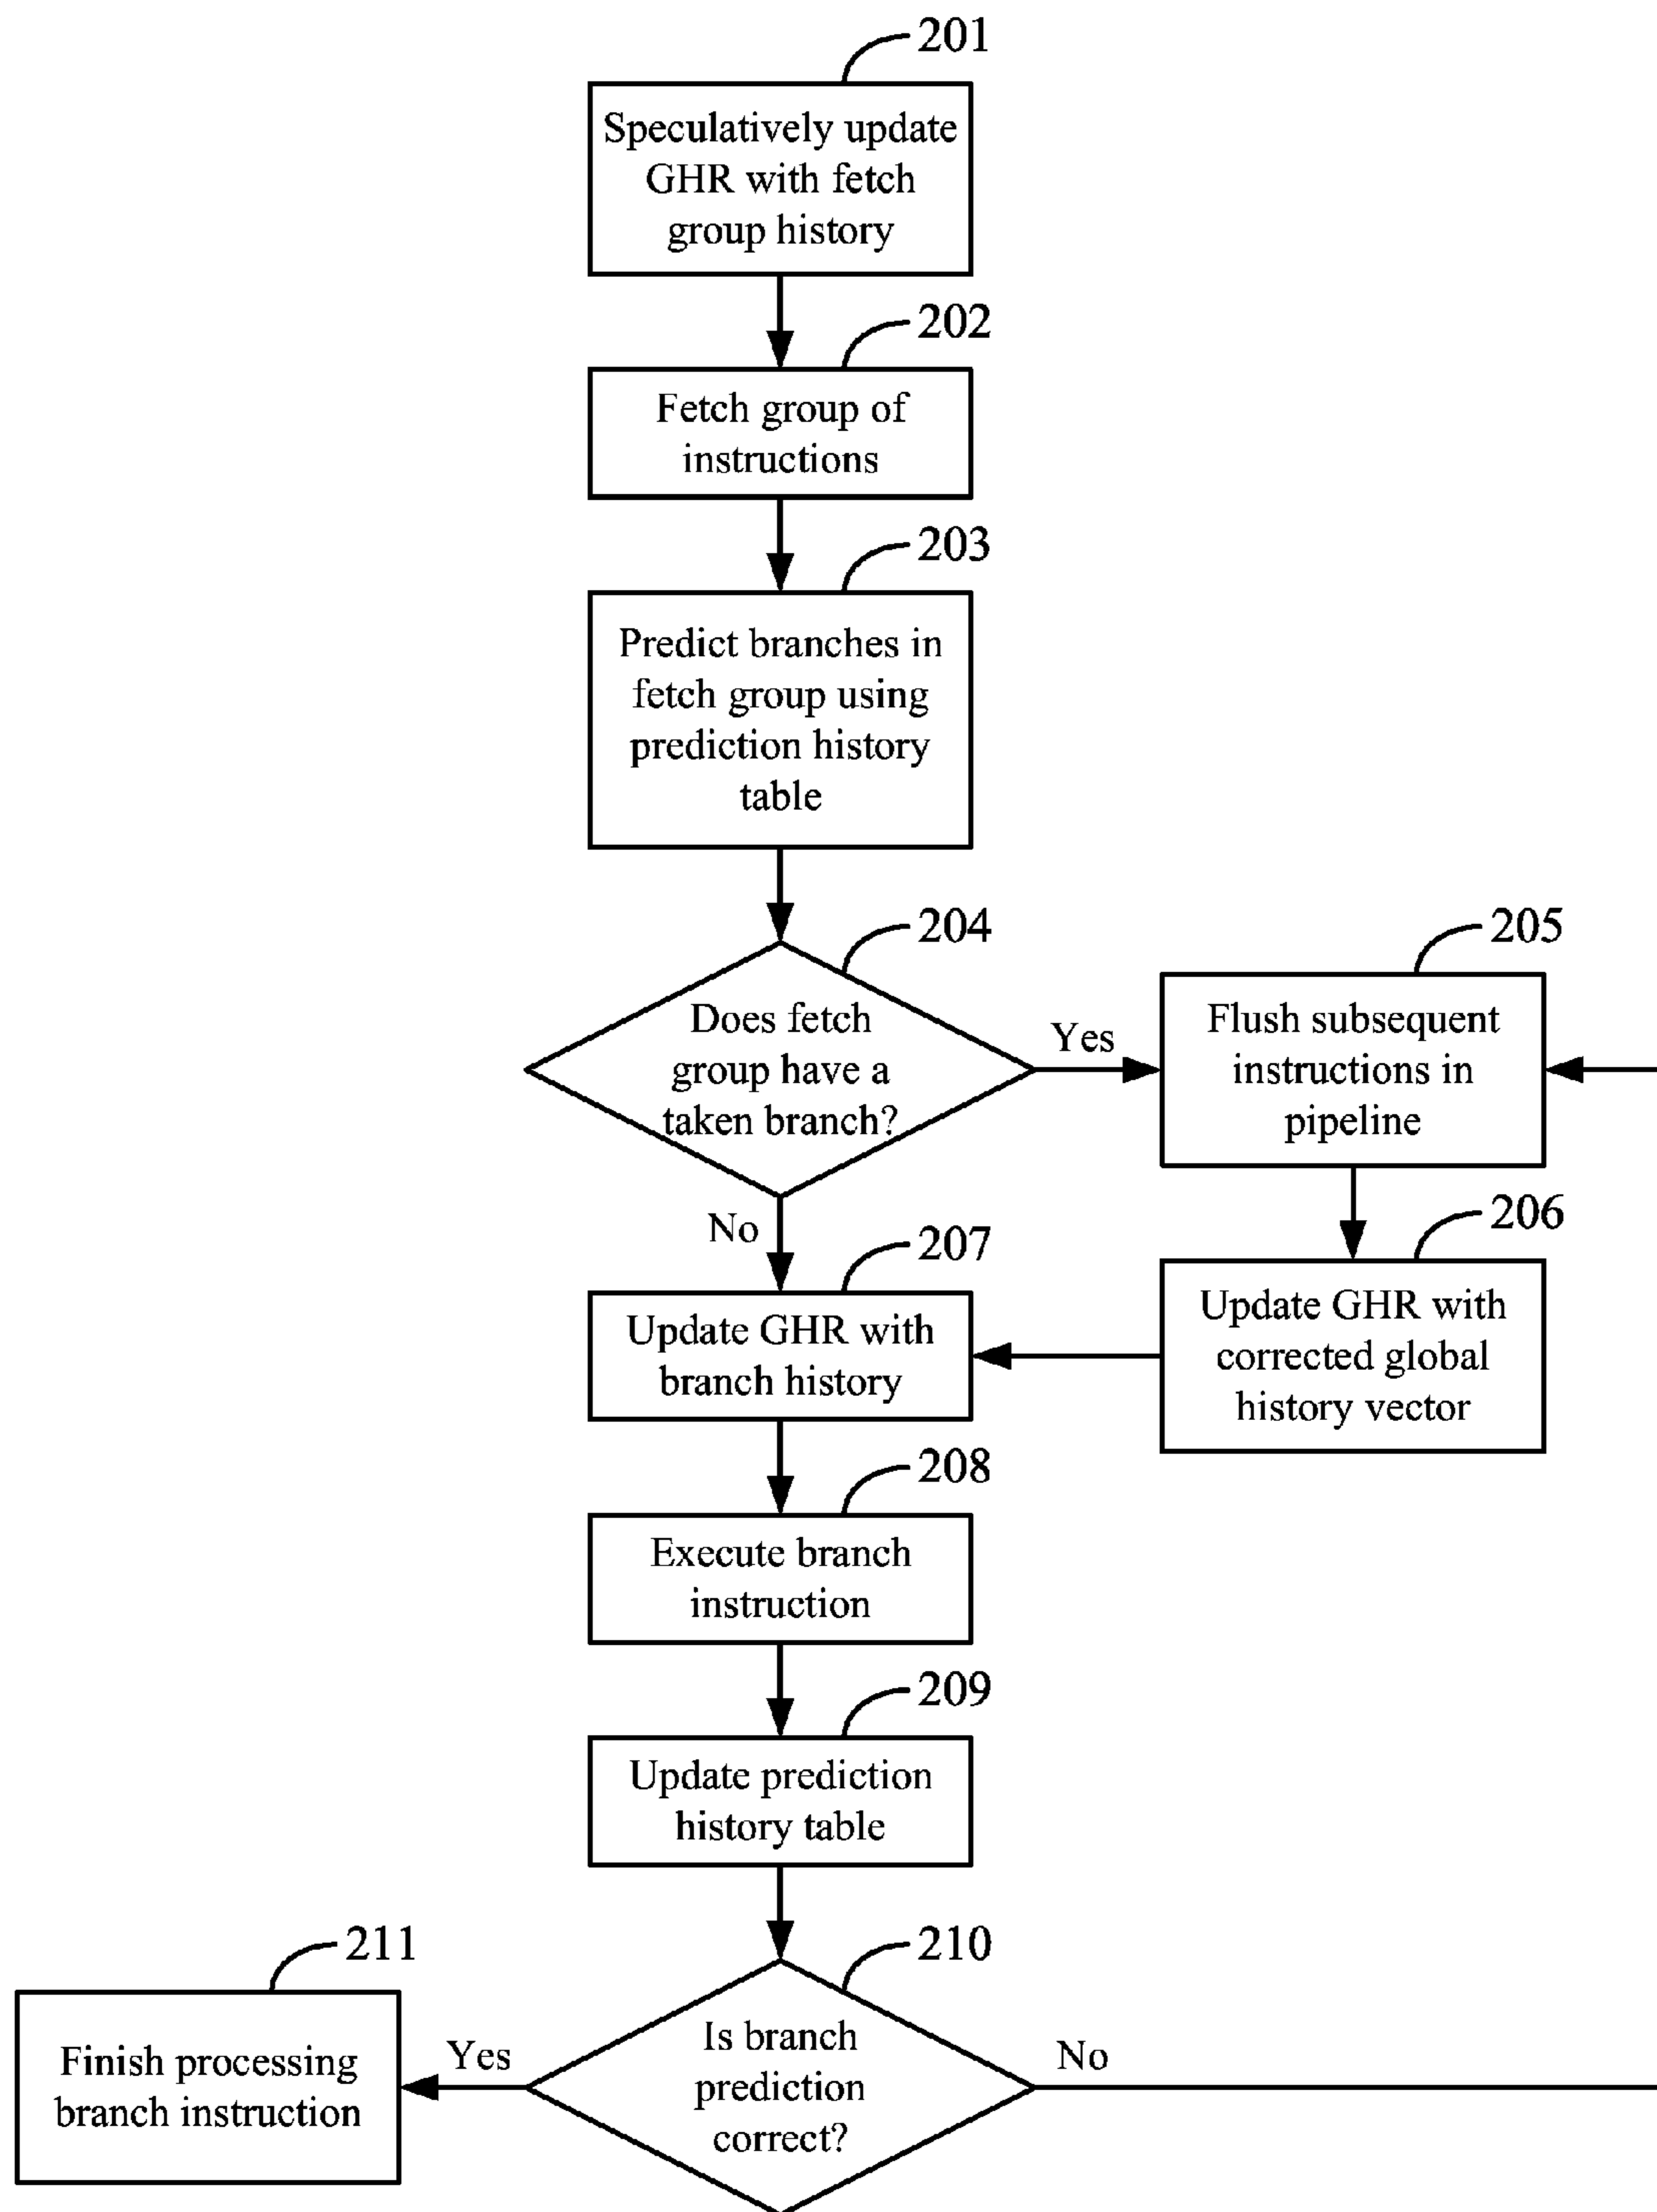 201
Speculatively update
GHR with fetch
group history
202
Fetch group of
instructions
203
Predict branches in
fetch group using
prediction history
table
204
Does fetch
group have a
taken branch?
Yes
No
205
Flush subsequent
instructions in
pipeline
206
Update GHR with
corrected global
history vector
207
Update GHR with
branch history
208
Execute branch
instruction
209
Update prediction
history table
210
Is branch
prediction
correct?
Yes
No
211
Finish processing
branch instruction